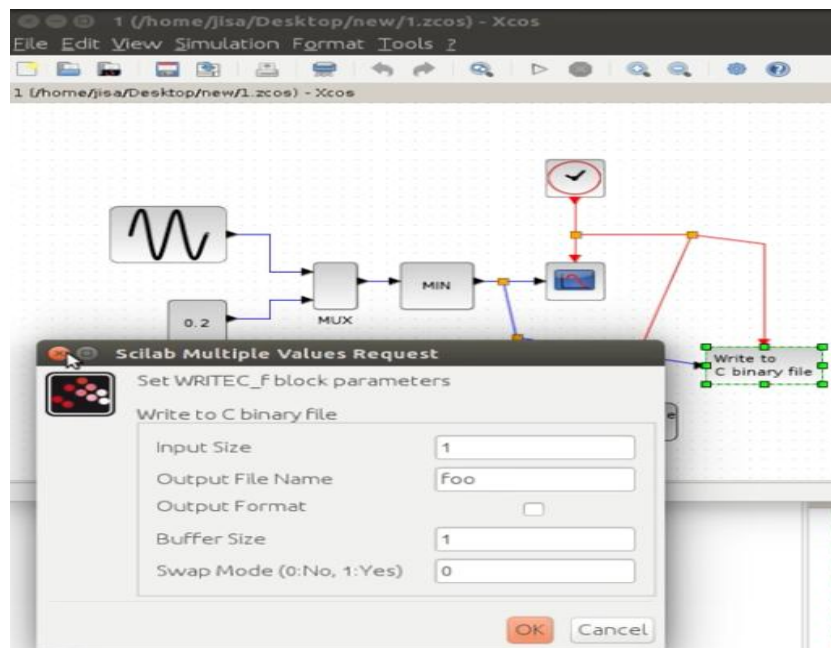 1 (/home/jisa/Desktop/new/1.zcos) - Xcos
File Edit View Simulation Format Tools ?
1 (/home/jisa/Desktop/new/1.zcos) - Xcos
MIN
0.2
MUX
Write to
C binary file
Scilab Multiple Values Request
Set WRITEC_f block parameters
Write to C binary file
Input Size 1
Output File Name foo
Output Format
Buffer Size 1
Swap Mode (0:No, 1:Yes) 0
OK Cancel